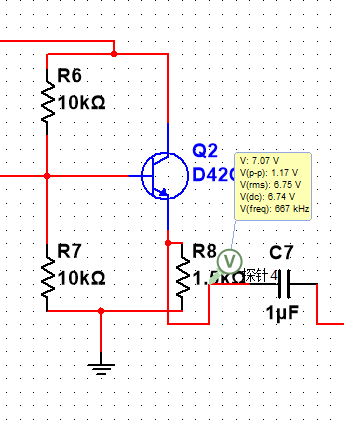 R6
10kΩ
Q2
V: 7.07 V
V(p-p): 1.17 V
V(rms): 6.75 V
V(dc): 6.74 V
V(freq): 667 kHz
R7
10kΩ
R8
V
探针4
C7
1µF